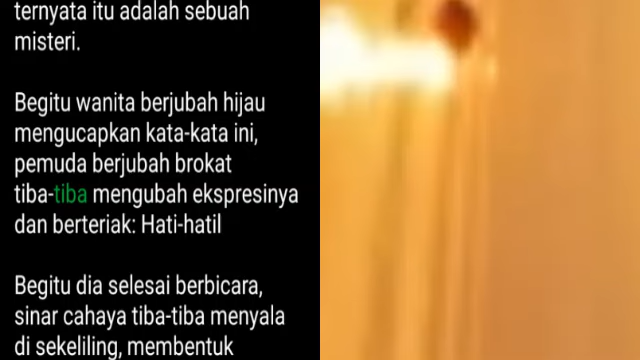 ternyata itu adalah sebuah
misteri.
Begitu wanita berjubah hijau
mengucapkan kata-kata ini,
pemuda berjubah brokat
tiba-tiba mengubah ekspresinya
dan berteriak: Hati-hatil
Begitu dia selesai berbicara,
sinar cahaya tiba-tiba menyala
di sekeliling, membentuk